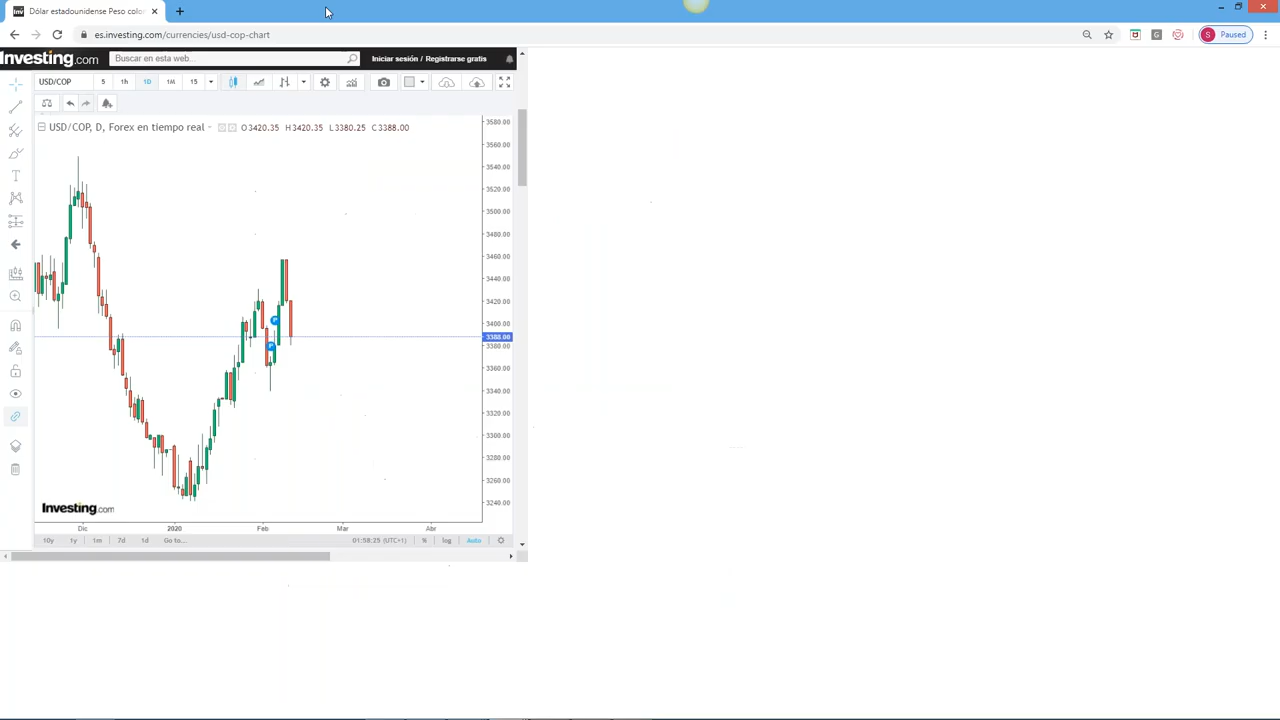 Inv Dólar estadounidense Peso colo
es.investing.com/currencies/usd-cop-chart
G
S Paused
Investing.com
Buscar en esta web...
Iniciar sesión / Registrarse gratis
USD/COP 5 1h 1D 1M 15
USD/COP, D, Forex en tiempo real O3420.35 H3420.35 L3380.25 C3388.00
3580.00
3560.00
3540.00
3520.00
3500.00
3480.00
3460.00
3440.00
3420.00
3400.00
3388.00
3380.00
3360.00
3340.00
3320.00
3300.00
3280.00
3260.00
3240.00
Investing.com
Dic 2020 Feb Mar Abr
10y 1y 1m 7d 1d Go to... 01:58:25 (UTC+1) % log Auto